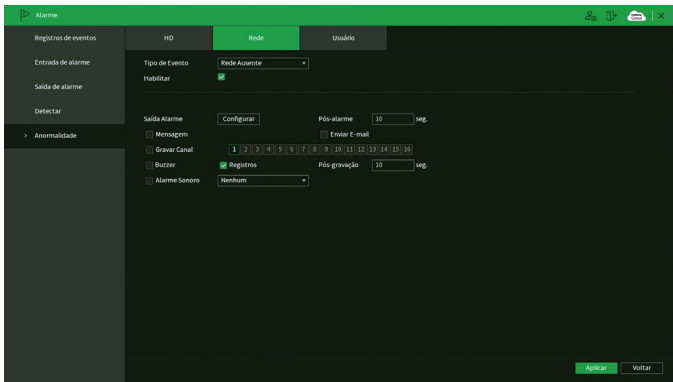 Alarme
Registros de eventos
Entrada de alarme
Saída de alarme
Detectar
> Anormalidade
HD Rede Usuário
Tipo de Evento Rede Ausente
Habilitar
Saída Alarme Configurar Pós-alarme 10 seg.
Mensagem Enviar E-mail
Gravar Canal 1 2 3 4 5 6 7 8 9 10 11 12 13 14 15 16
Buzzer Registros Pós-gravação 10 seg.
Alarme Sonoro Nenhum
Aplicar Voltar